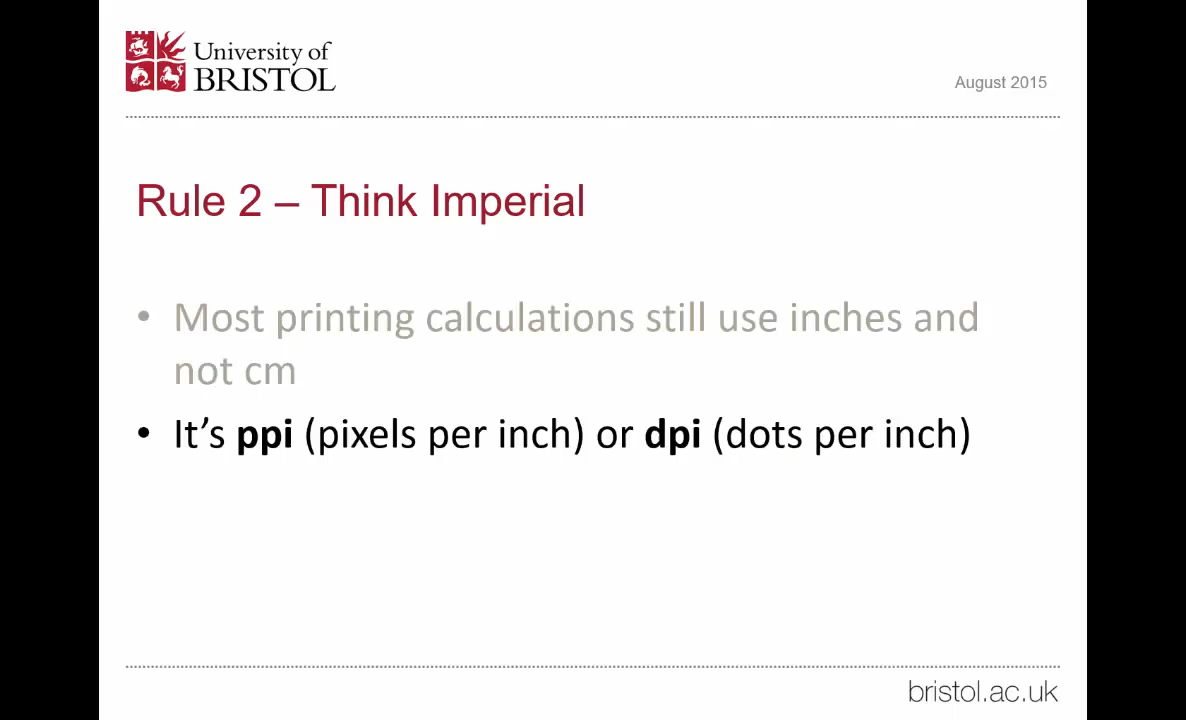 University of
BRISTOL
August 2015
Rule 2 – Think Imperial
• Most printing calculations still use inches and
not cm
• It’s ppi (pixels per inch) or dpi (dots per inch)
bristol.ac.uk